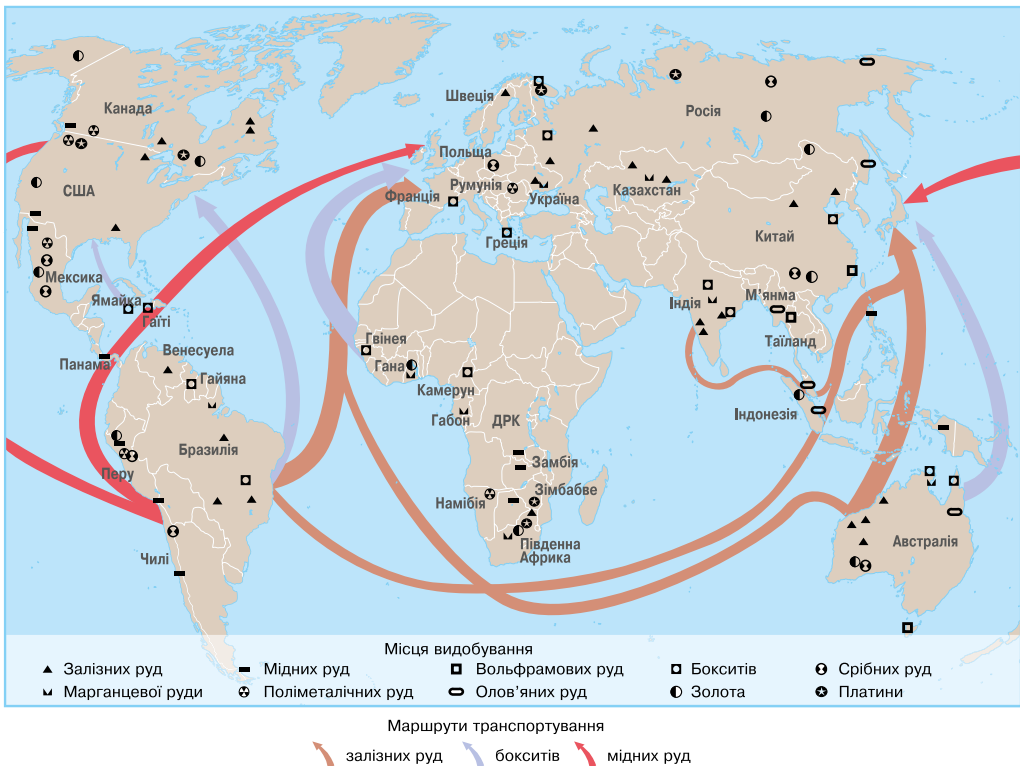 Канада
США
Мексика
Ямайка
Гаїті
Панама
Венесуела
Гайяна
Бразилія
Перу
Чилі
Швеція
Польща
Румунія
Франція
Україна
Греція
Росія
Казахстан
Китай
Індія
М'янма
Таїланд
Індонезія
Гвінея
Гана
Камерун
Габон
ДРК
Замбія
Зімбабве
Намібія
Південна
Африка
Австралія
Місця видобування
Залізних руд
Мідних руд
Вольфрамових руд
Бокситів
Срібних руд
Марганцевої руди
Поліметалічних руд
Олов'яних руд
Золота
Платини
Маршрути транспортування
залізних руд
бокситів
мідних руд